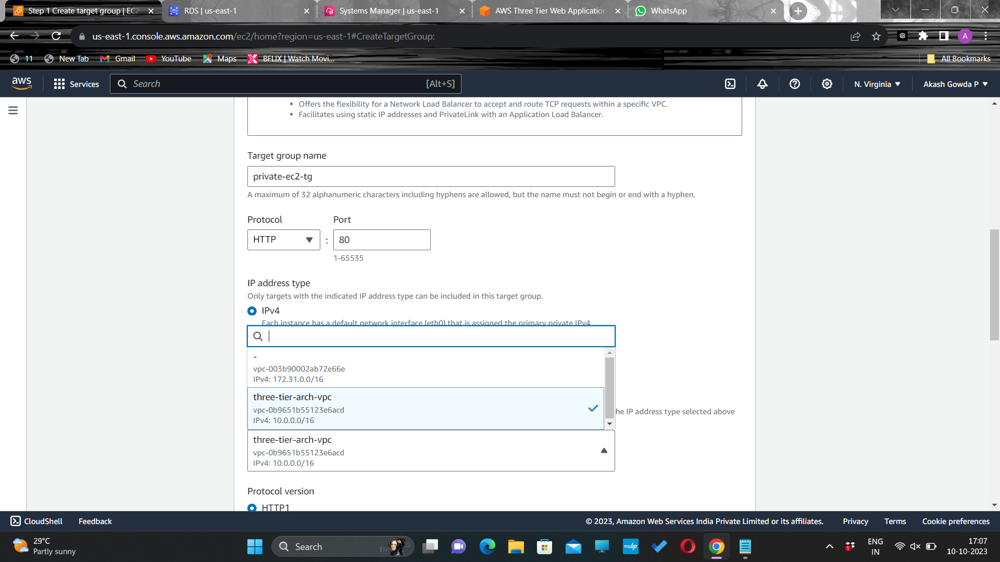 Step 1 Create target group | EC2
RDS | us-east-1
Systems Manager | us-east-1
AWS Three Tier Web Application
WhatsApp
us-east-1.console.aws.amazon.com/ec2/home?region=us-east-1#CreateTargetGroup:
A
11
New Tab
Gmail
YouTube
Maps
BFLIX | Watch Movi...
All Bookmarks
aws
Services
Search
[Alt+S]
N. Virginia
Akash Gowda P
• Offers the flexibility for a Network Load Balancer to accept and route TCP requests within a specific VPC.
• Facilitates using static IP addresses and PrivateLink with an Application Load Balancer.
Target group name
private-ec2-tg
A maximum of 32 alphanumeric characters including hyphens are allowed, but the name must not begin or end with a hyphen.
Protocol
Port
HTTP
:
80
1-65535
IP address type
Only targets with the indicated IP address type can be included in this target group.
IPv4
Each instance has a default network interface (eth0) that is assigned the primary private IPv4
-
vpc-003b90002ab72e66e
IPv4: 172.31.0.0/16
three-tier-arch-vpc
vpc-0b9651b55123e6acd
IPv4: 10.0.0.0/16
he IP address type selected above
three-tier-arch-vpc
vpc-0b9651b55123e6acd
IPv4: 10.0.0.0/16
Protocol version
HTTP1
CloudShell
Feedback
© 2023, Amazon Web Services India Private Limited or its affiliates.
Privacy
Terms
Cookie preferences
29°C
Partly sunny
Search
myhp
1
ENG
IN
17:07
10-10-2023